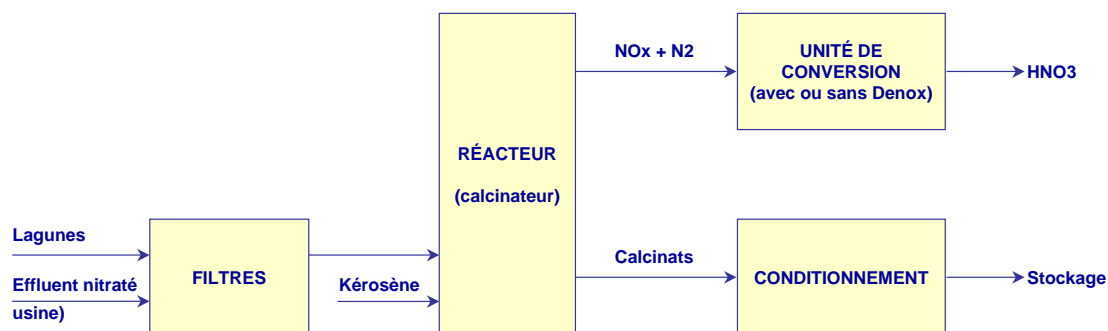 NOx + N2
UNITÉ DE
CONVERSION
(avec ou sans Denox)
HNO3
RÉACTEUR
(calcinateur)
Lagunes
Effluent nitraté
usine)
FILTRES
Kérosène
Calcinats
CONDITIONNEMENT
Stockage